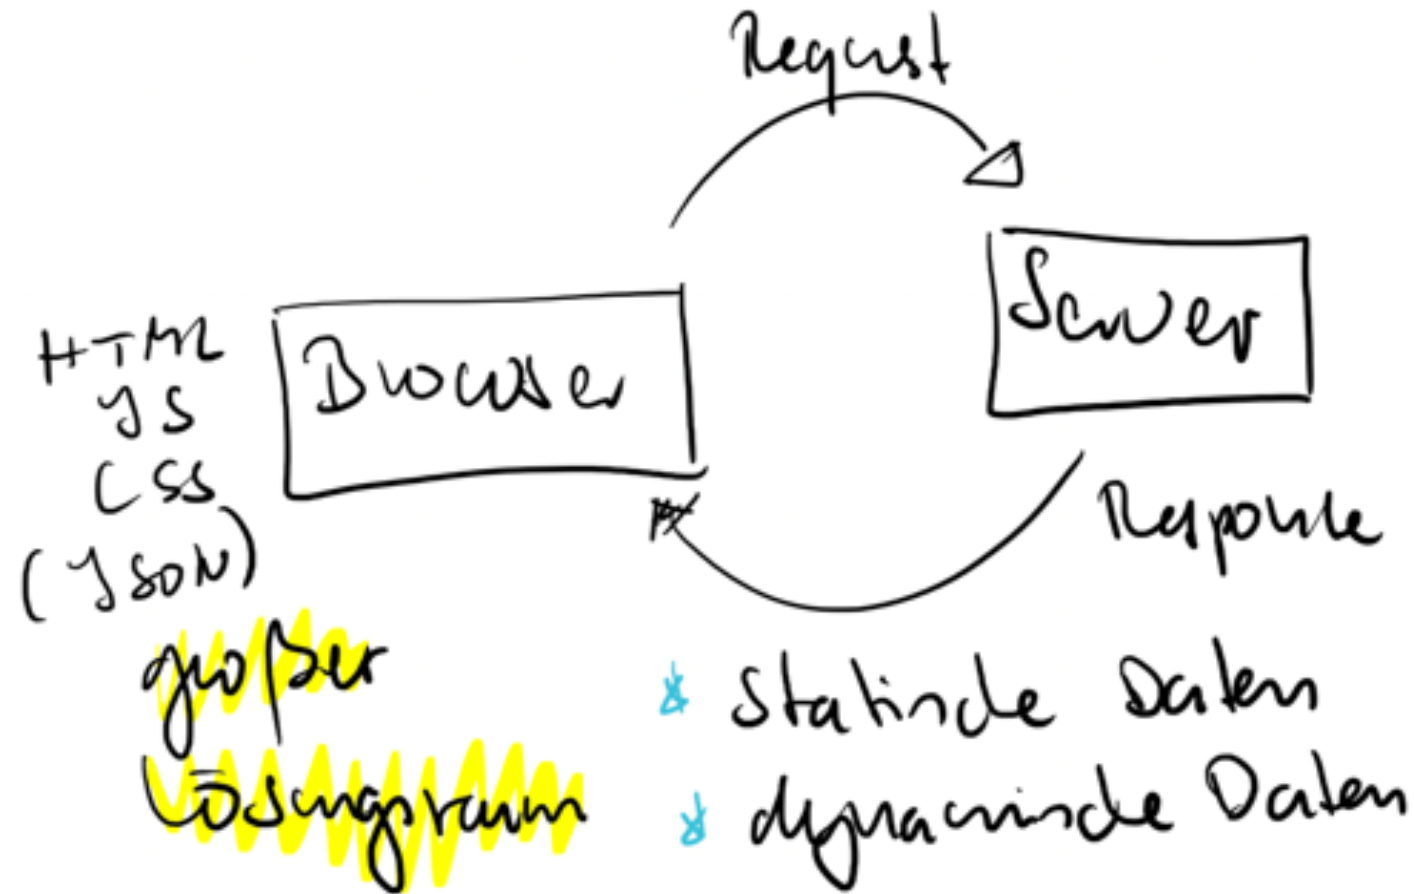 Request
Server
Browser
HTML
JS
CSS
(JSON)
Response
großer
Lösungsraum
* Statische Daten
* dynamische Daten